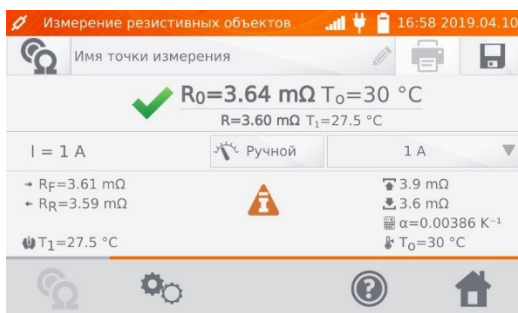 Измерение резистивных объектов 16:58 2019.04.10
Имя точки измерения
R0=3.64 mΩ To=30 °C
R=3.60 mΩ T1=27.5 °C
I = 1 A Ручной 1 A
RF=3.61 mΩ 3.9 mΩ
RR=3.59 mΩ 3.6 mΩ
α=0.00386 K⁻¹
T1=27.5 °C To=30 °C